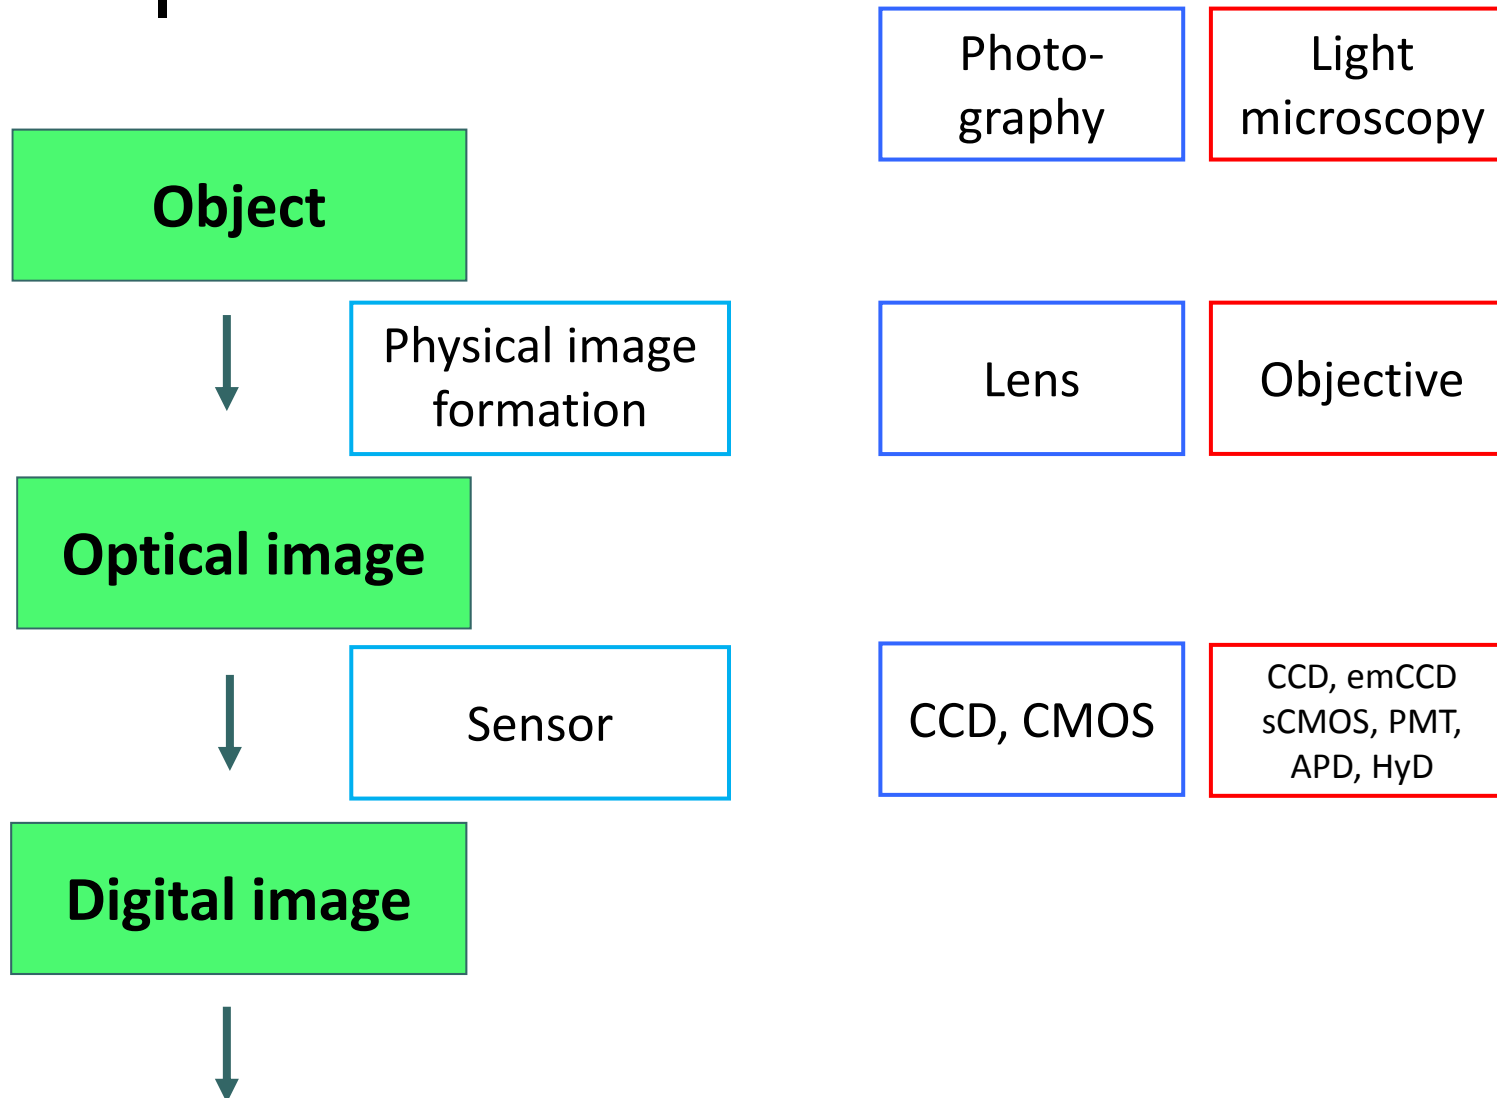 Photo-
graphy
Light
microscopy
Object
Physical image
formation
Lens
Objective
Optical image
Sensor
CCD, CMOS
CCD, emCCD
sCMOS, PMT,
APD, HyD
Digital image